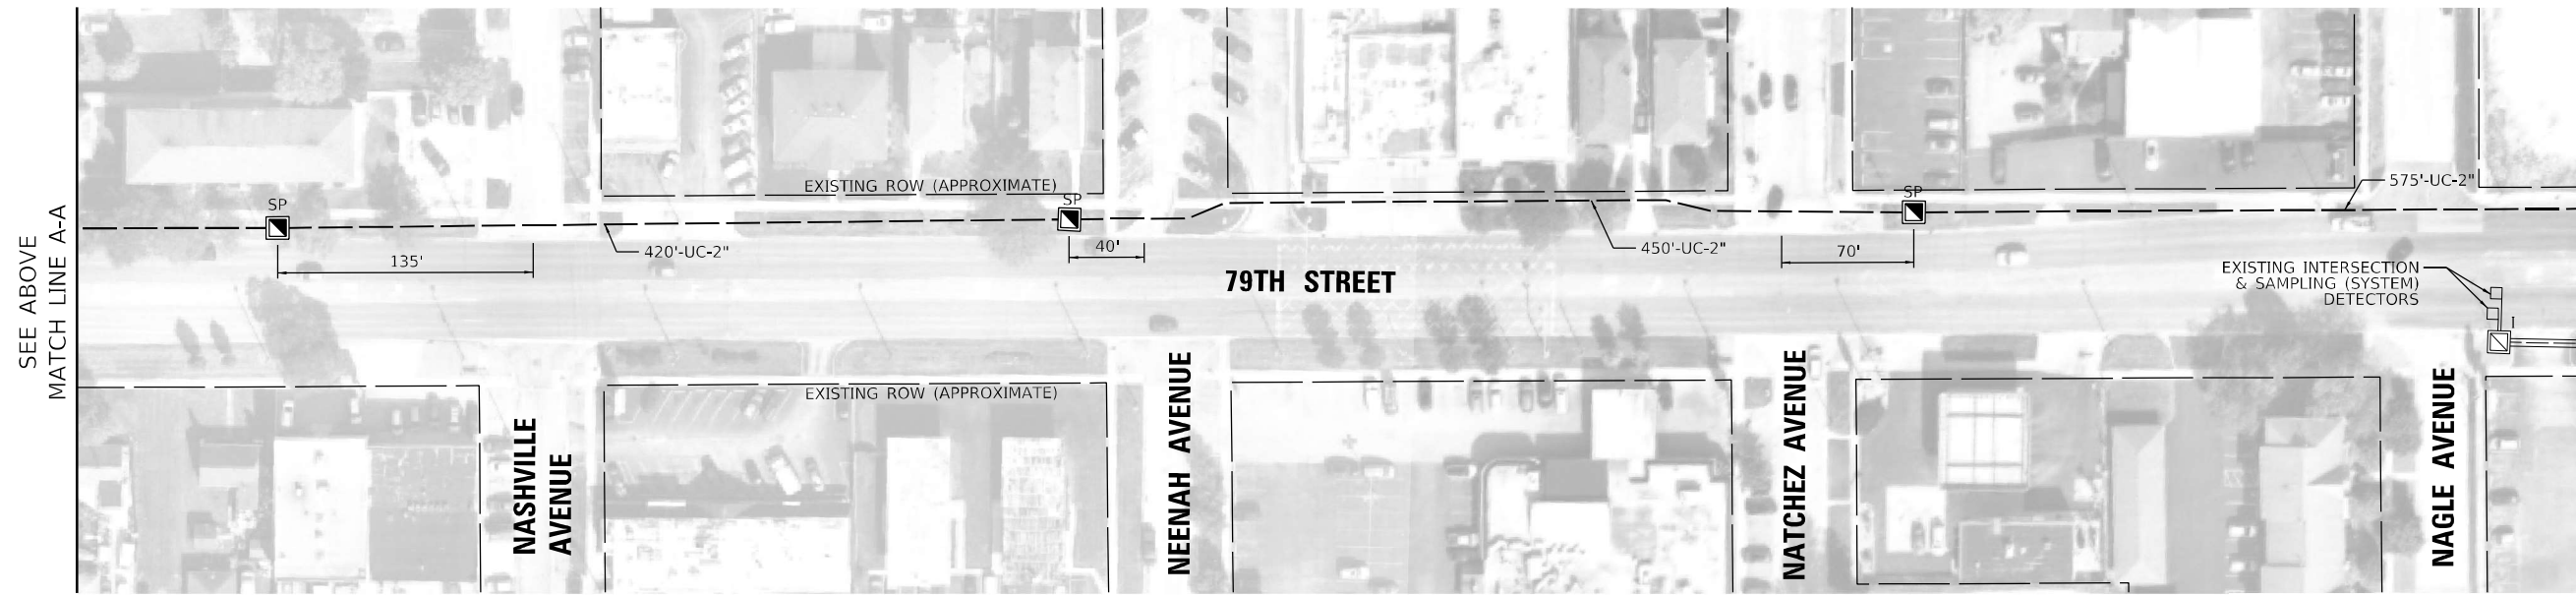 SEE ABOVE
MATCH LINE A-A
SP
135'
EXISTING ROW (APPROXIMATE)
420'-UC-2"
SP
40'
79TH STREET
450'-UC-2"
SP
70'
575'-UC-2"
EXISTING INTERSECTION
& SAMPLING (SYSTEM)
DETECTORS
I
EXISTING ROW (APPROXIMATE)
NASHVILLE
AVENUE
NEENAH AVENUE
NATCHEZ AVENUE
NAGLE AVENUE